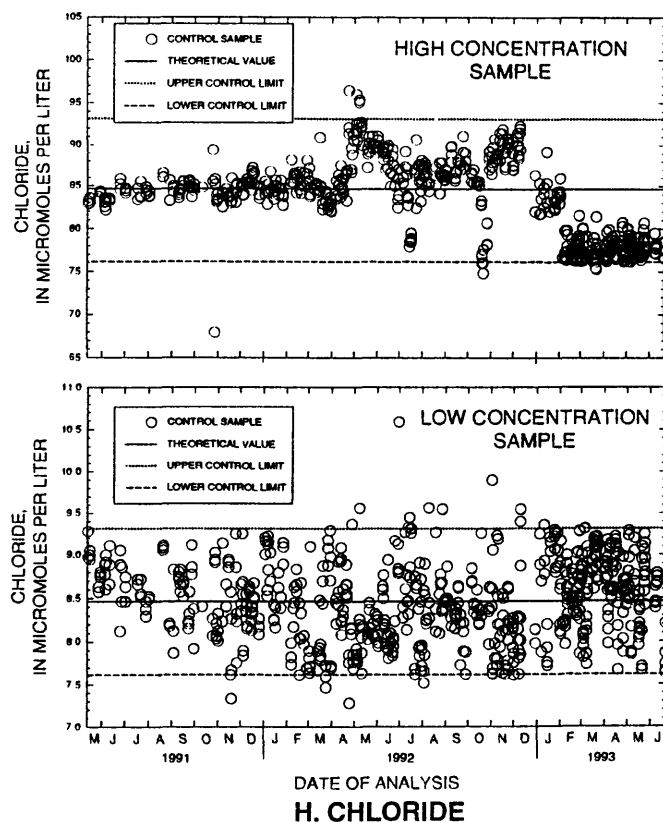 105
100
95
90
85
80
75
70
65
CHLORIDE,
IN MICROMOLES PER LITER
CONTROL SAMPLE
THEORETICAL VALUE
UPPER CONTROL LIMIT
LOWER CONTROL LIMIT
HIGH CONCENTRATION
SAMPLE
11 0
10 5
10 0
9.5
9.0
8.5
8.0
7.5
7 0
CHLORIDE,
IN MICROMOLES PER LITER
CONTROL SAMPLE
THEORETICAL VALUE
UPPER CONTROL LIMIT
LOWER CONTROL LIMIT
LOW CONCENTRATION
SAMPLE
M J J A S O N D J F M A M J J A S O N D J F M A M J
1991 1992 1993
DATE OF ANALYSIS
H. CHLORIDE